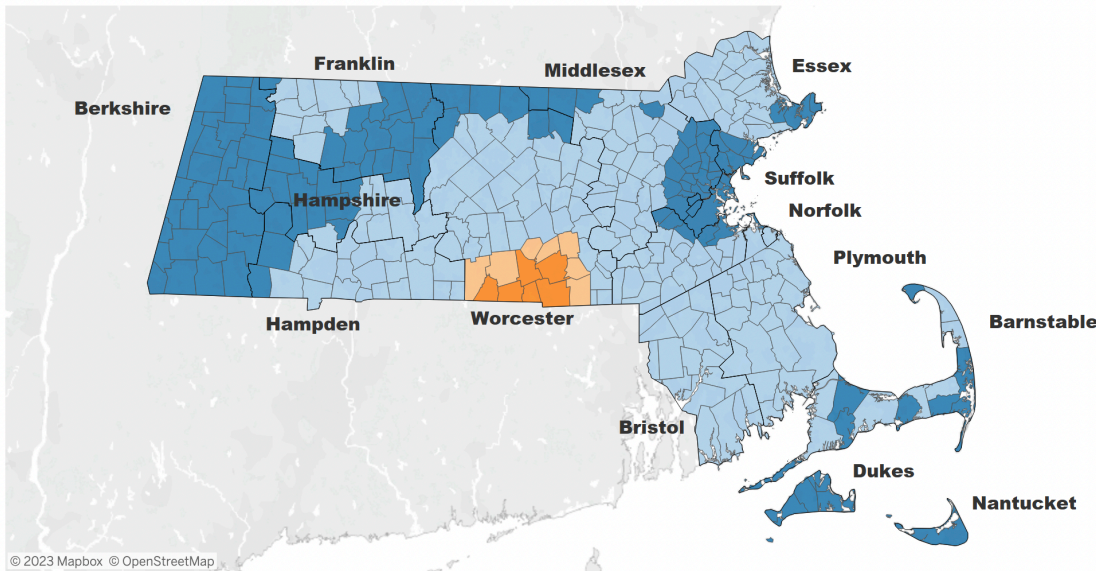 Franklin
Middlesex
Essex
Berkshire
Suffolk
Hampshire
Norfolk
Plymouth
Hampden
Worcester
Barnstable
Bristol
Dukes
Nantucket
© 2023 Mapbox © OpenStreetMap